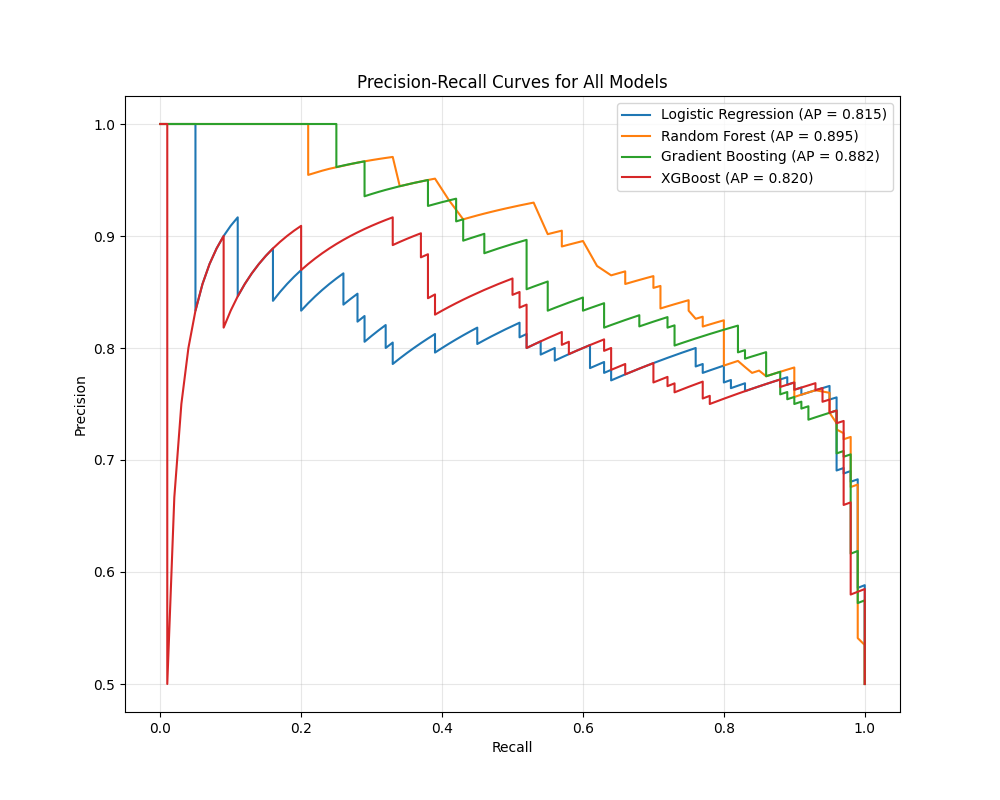 Precision-Recall Curves for All Models
Logistic Regression (AP = 0.815)
Random Forest (AP = 0.895)
Gradient Boosting (AP = 0.882)
XGBoost (AP = 0.820)
Precision
1.0
0.9
0.8
0.7
0.6
0.5
0.0 0.2 0.4 0.6 0.8 1.0
Recall